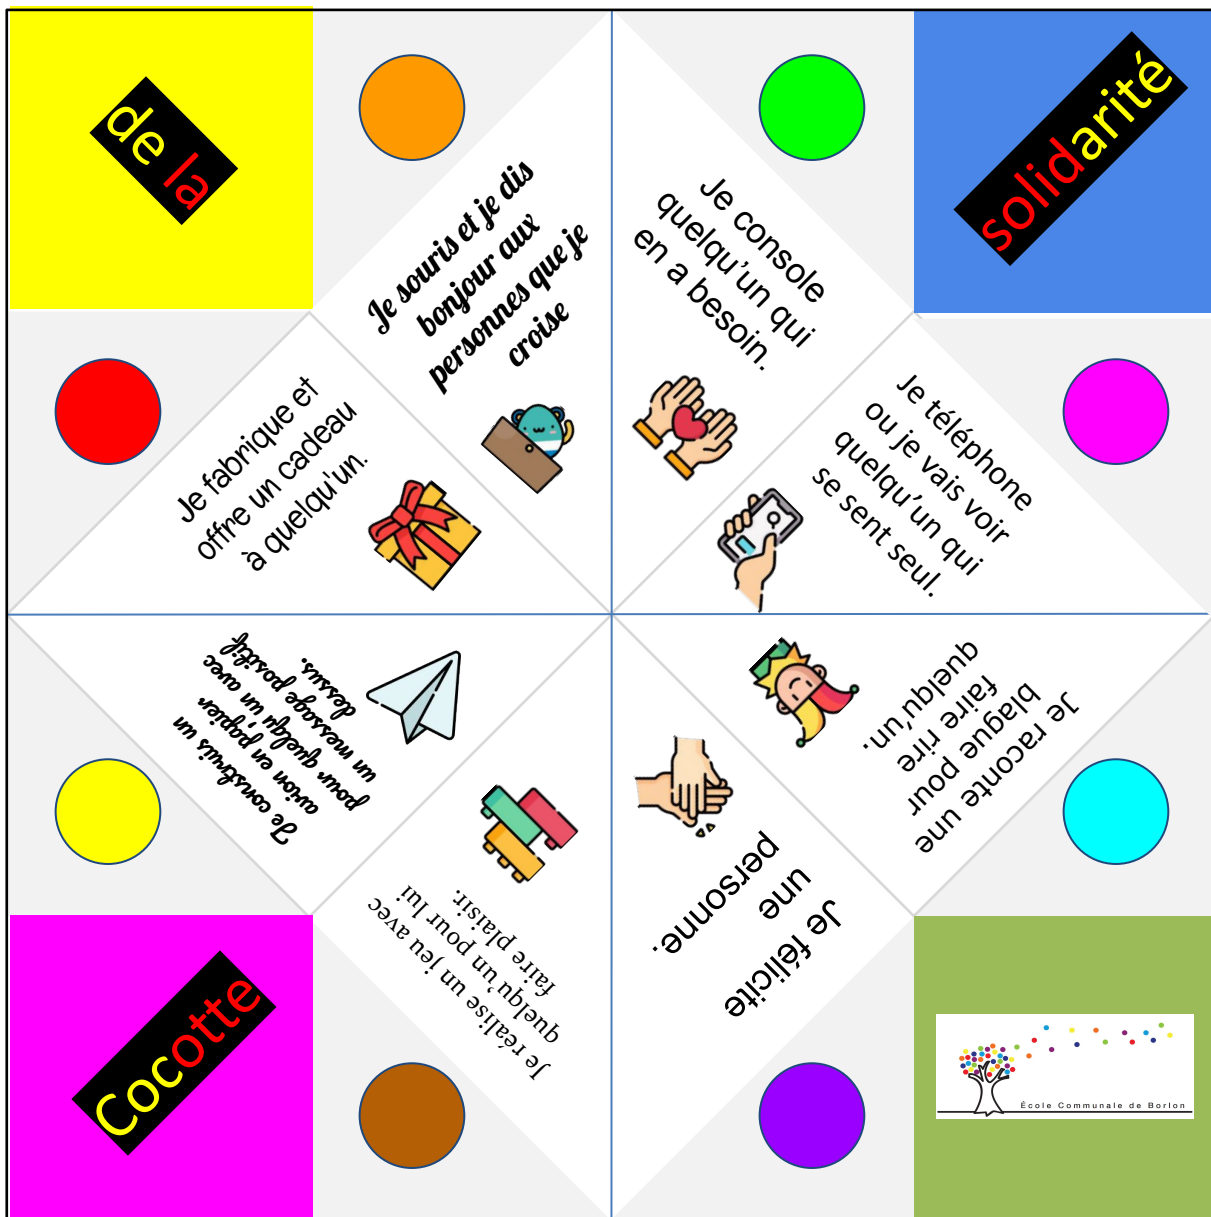 de la
solidarité
Je souris et je dis
bonjour aux
personnes que je
croise
Je console
quelqu'un qui
en a besoin.
Je fabrique et
offre un cadeau
à quelqu'un.
Je téléphone
ou je vais voir
quelqu'un qui
se sent seul.
Je construis un
avion en papier
pour quelqu'un avec
un message positif
dessus.
Je raconte une
blague pour
faire rire
quelqu'un.
Je réalise un jeu avec
quelqu'un pour lui
faire plaisir.
Je félicite
une
personne.
Cocotte
École Communale de Borlon